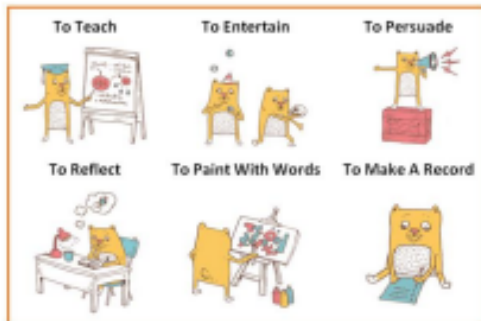 To Teach
To Entertain
To Persuade
To Reflect
To Paint With Words
To Make A Record